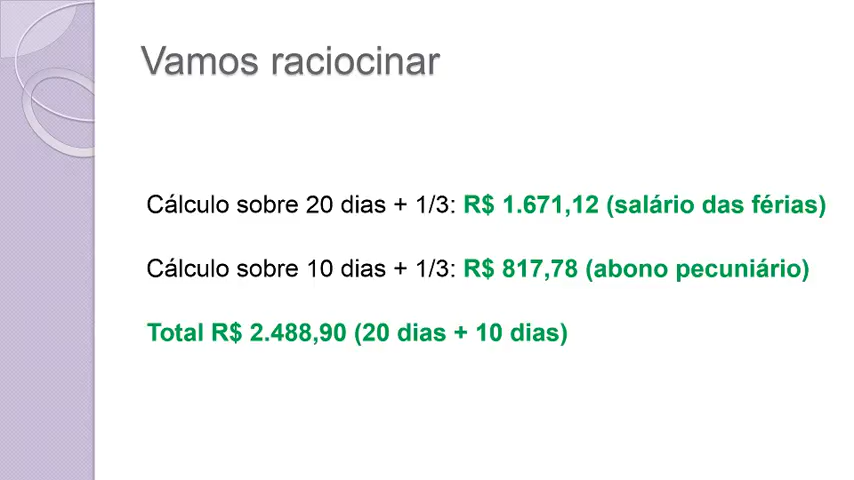 Vamos raciocinar
Cálculo sobre 20 dias + 1/3: R$ 1.671,12 (salário das férias)
Cálculo sobre 10 dias + 1/3: R$ 817,78 (abono pecuniário)
Total R$ 2.488,90 (20 dias + 10 dias)